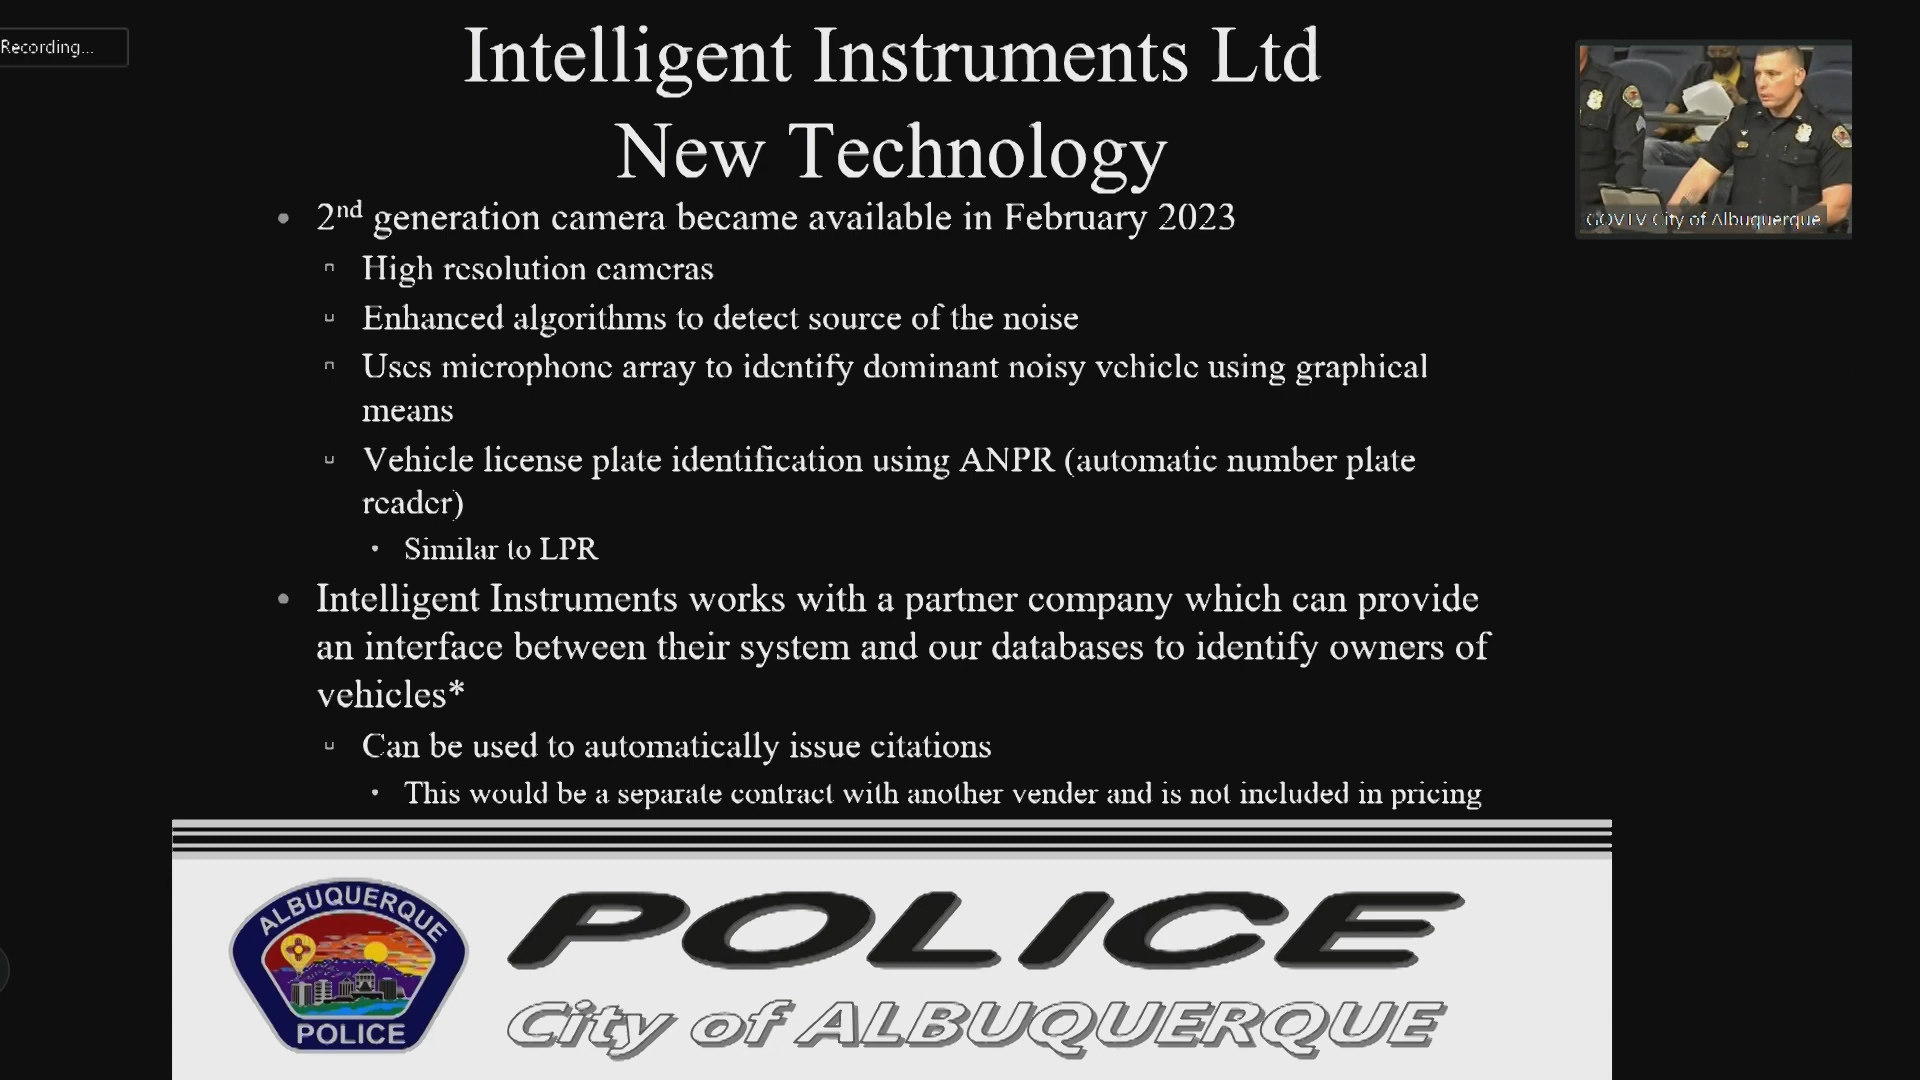 Recording...
Intelligent Instruments Ltd
New Technology
• 2nd generation camera became available in February 2023
High resolution cameras
Enhanced algorithms to detect source of the noise
Uses microphone array to identify dominant noisy vehicle using graphical
means
Vehicle license plate identification using ANPR (automatic number plate
reader)
• Similar to LPR
• Intelligent Instruments works with a partner company which can provide
an interface between their system and our databases to identify owners of
vehicles*
Can be used to automatically issue citations
• This would be a separate contract with another vender and is not included in pricing
GOVTV City of Albuquerque
ALBUQUERQUE
POLICE
POLICE
City of ALBUQUERQUE